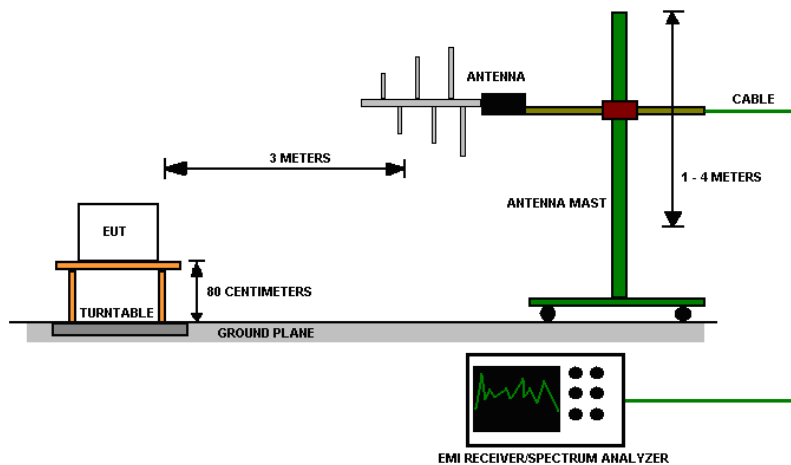 ANTENNA
CABLE
3 METERS
1 - 4 METERS
ANTENNA MAST
EUT
80 CENTIMETERS
TURNTABLE
GROUND PLANE
EMI RECEIVER/SPECTRUM ANALYZER